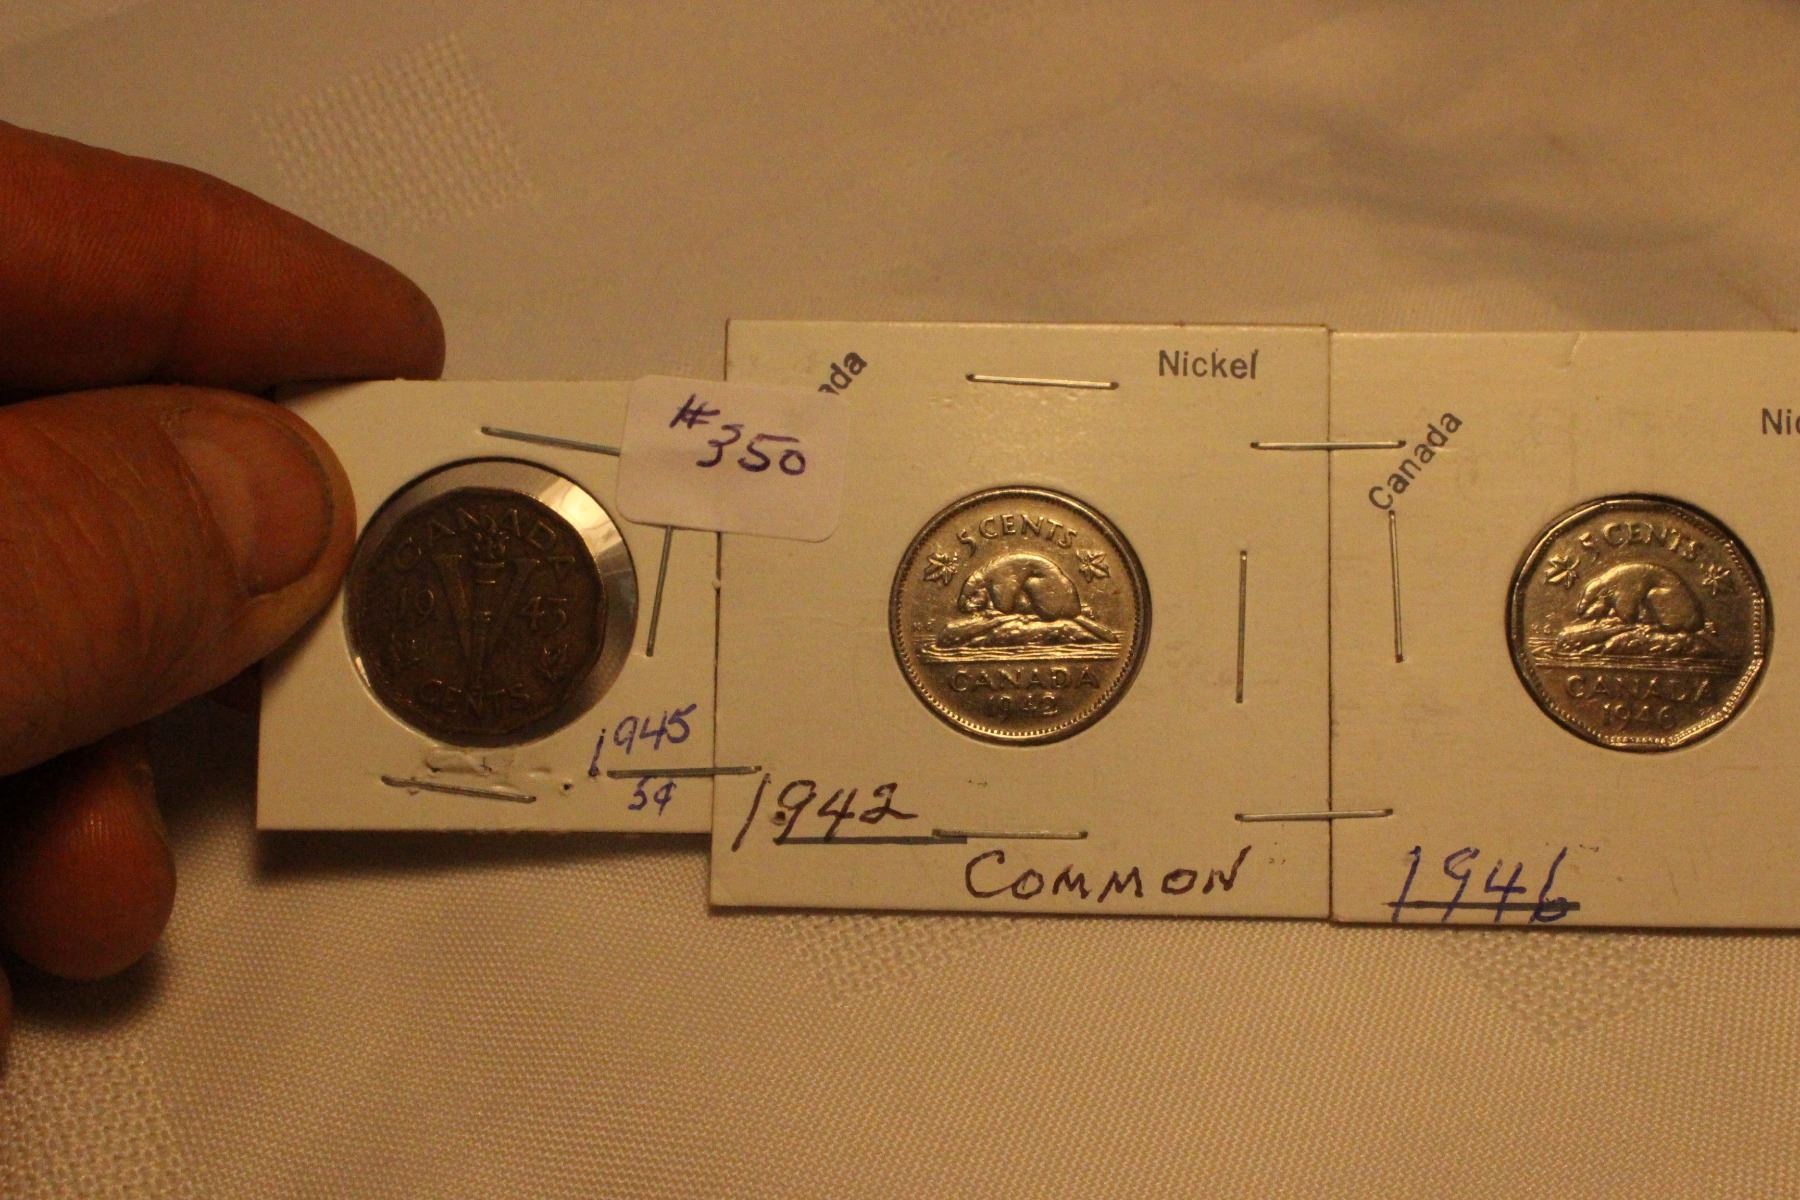 #350
CANADA
19 43
CENTS
1945
5¢
Nickel
5 CENTS
CANADA
1942
1942
COMMON
Canada
5 CENTS
CANADA
1946
1946